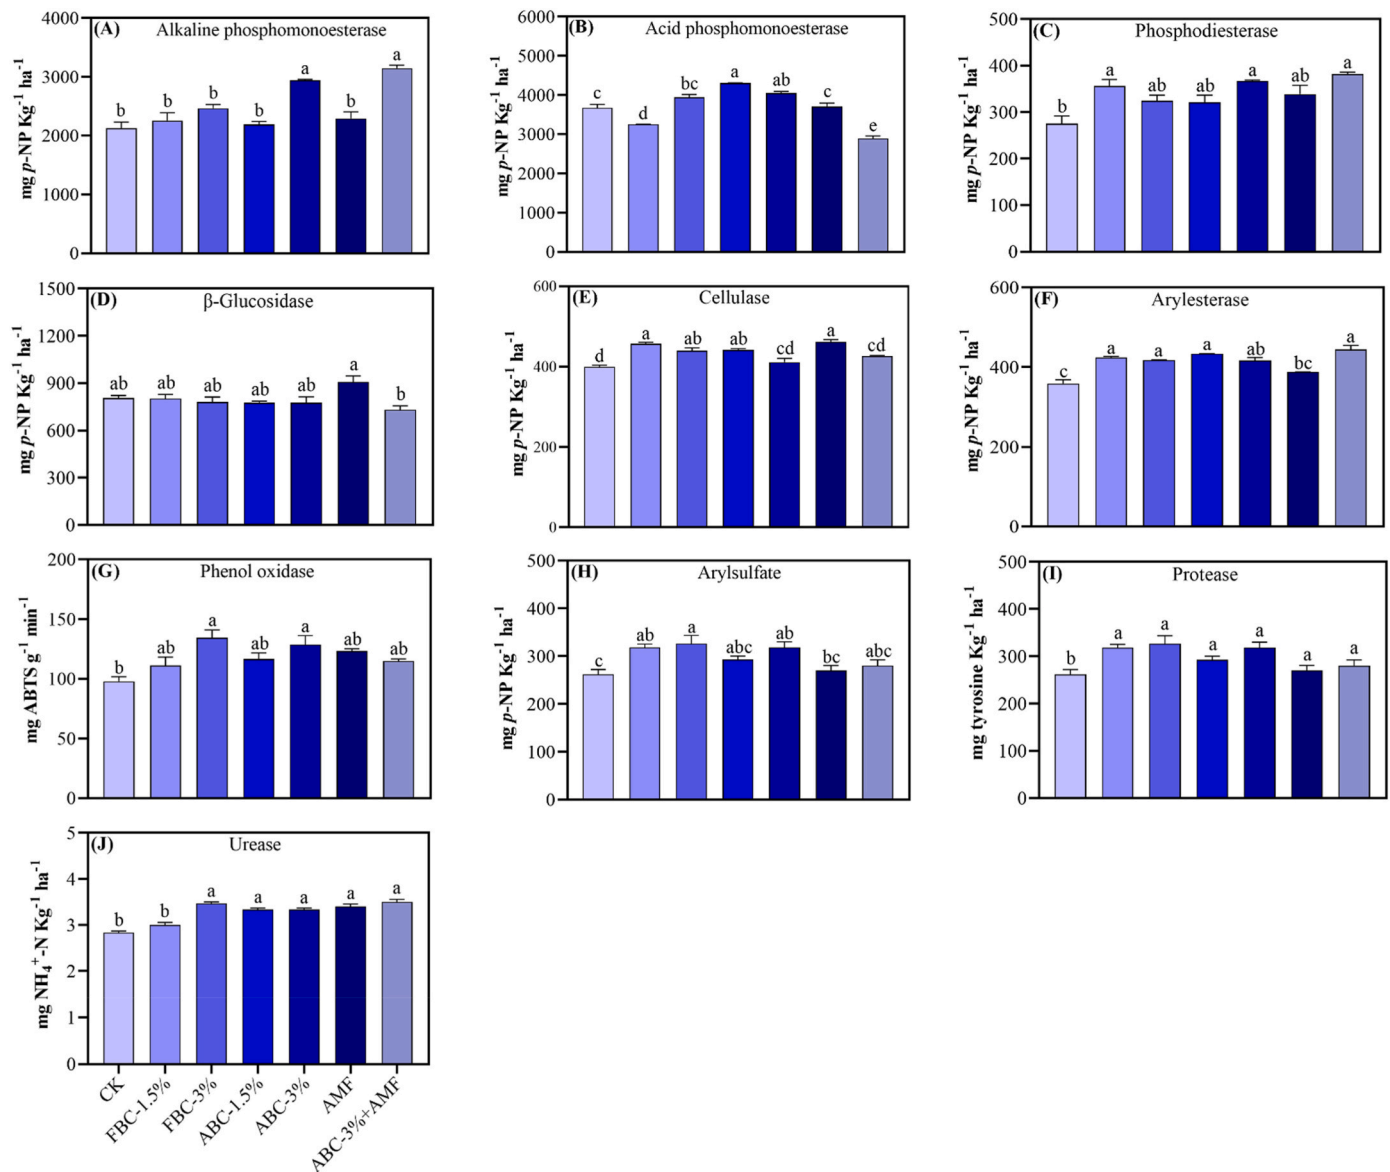 (A) Alkaline phosphomonoesterase
mg p-NP Kg⁻¹ ha⁻¹
4000
3000
2000
1000
0
b b b b a b a
(B) Acid phosphomonoesterase
mg p-NP Kg⁻¹ ha⁻¹
6000
5000
4000
3000
2000
1000
0
c d bc a ab c e
(C) Phosphodiesterase
mg p-NP Kg⁻¹ ha⁻¹
500
400
300
200
100
0
b a ab ab a ab a
(D) β-Glucosidase
mg p-NP Kg⁻¹ ha⁻¹
1500
1200
900
600
300
0
ab ab ab ab ab a b
(E) Cellulase
mg p-NP Kg⁻¹ ha⁻¹
600
400
200
0
d a ab ab cd a cd
(F) Arylesterase
mg p-NP Kg⁻¹ ha⁻¹
600
400
200
0
c a a a ab bc a
(G) Phenol oxidase
mg ABTS g⁻¹ min⁻¹
200
150
100
50
0
b ab a ab a ab ab
(H) Arylsulfate
mg p-NP Kg⁻¹ ha⁻¹
500
400
300
200
100
0
c ab a abc ab bc abc
(I) Protease
mg tyrosine Kg⁻¹ ha⁻¹
500
400
300
200
100
0
b a a a a a a
(J) Urease
mg NH₄⁺-N Kg⁻¹ ha⁻¹
5
4
3
2
1
0
b b a a a a a
CK
FBC-1.5%
FBC-3%
ABC-1.5%
ABC-3%
AMF
ABC-3%+AMF